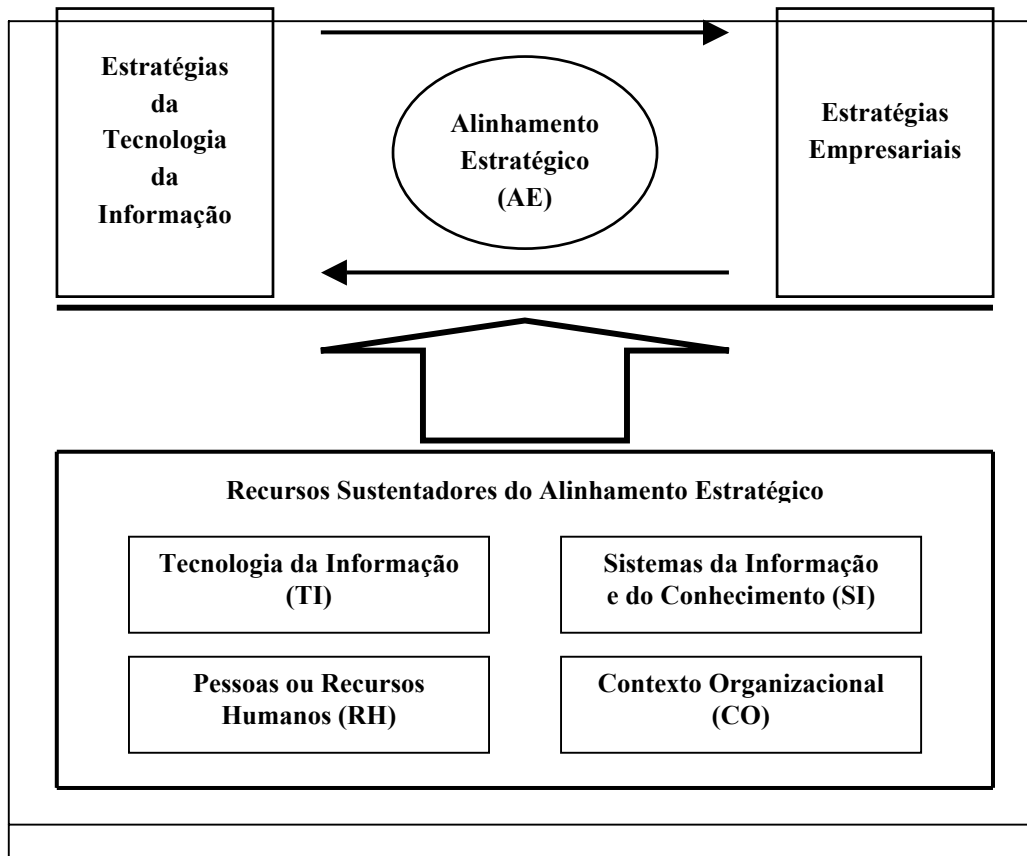 Estratégias
da
Tecnologia
da
Informação
Alinhamento
Estratégico
(AE)
Estratégias
Empresariais
Recursos Sustentadores do Alinhamento Estratégico
Tecnologia da Informação
(TI)
Sistemas da Informação
e do Conhecimento (SI)
Pessoas ou Recursos
Humanos (RH)
Contexto Organizacional
(CO)